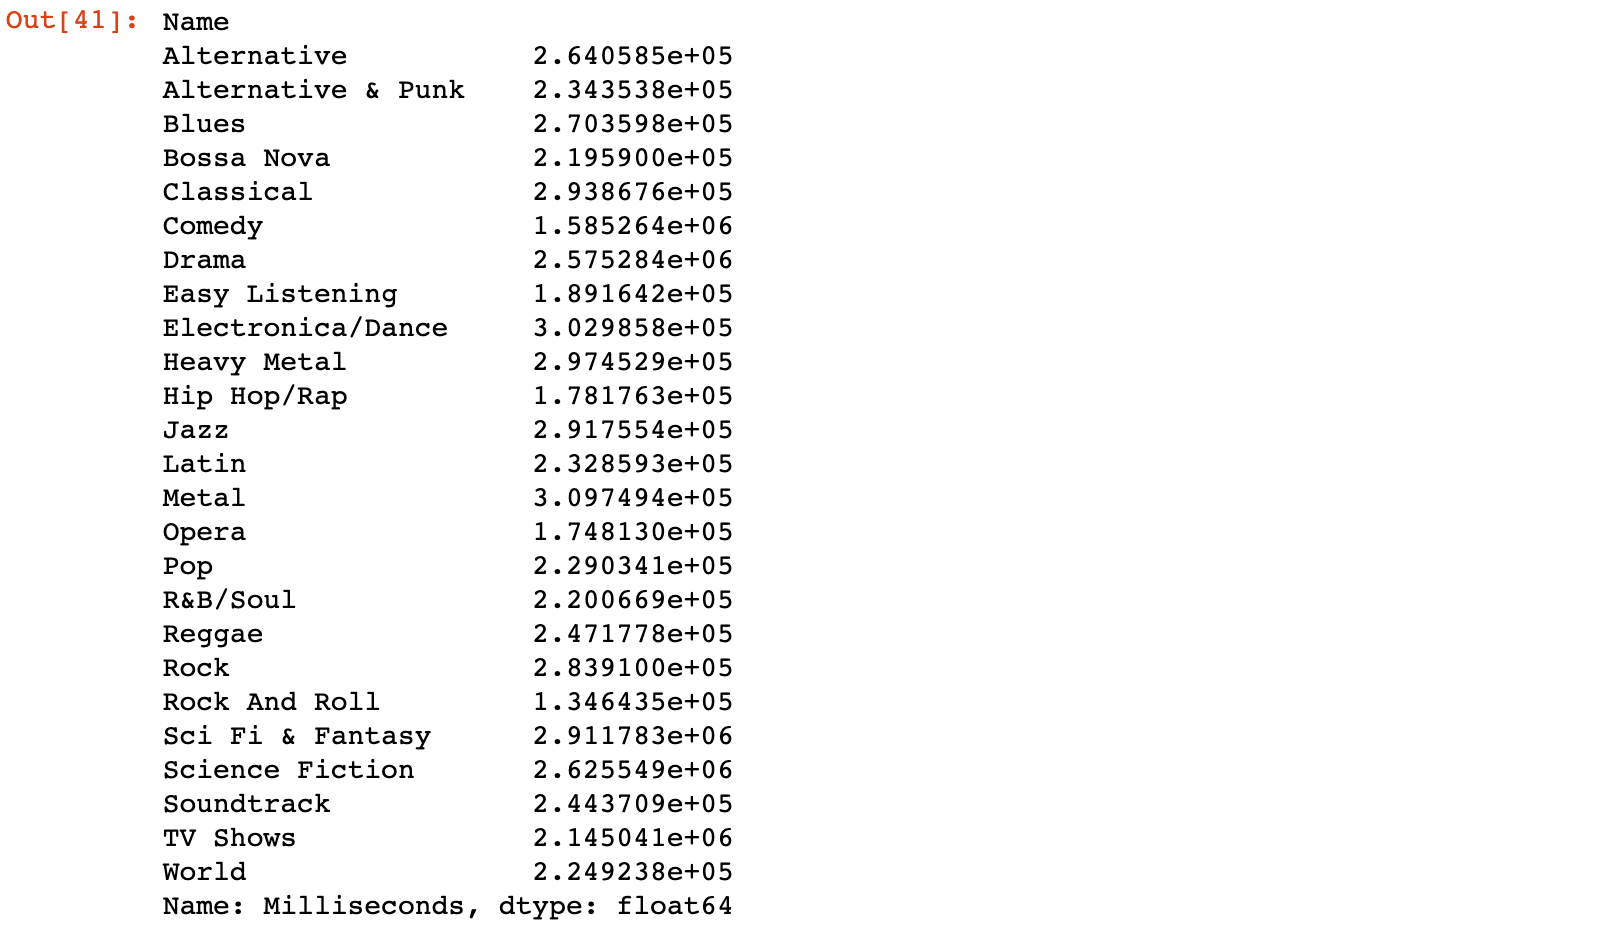 Out[41]: Name
Alternative 2.640585e+05
Alternative & Punk 2.343538e+05
Blues 2.703598e+05
Bossa Nova 2.195900e+05
Classical 2.938676e+05
Comedy 1.585264e+06
Drama 2.575284e+06
Easy Listening 1.891642e+05
Electronica/Dance 3.029858e+05
Heavy Metal 2.974529e+05
Hip Hop/Rap 1.781763e+05
Jazz 2.917554e+05
Latin 2.328593e+05
Metal 3.097494e+05
Opera 1.748130e+05
Pop 2.290341e+05
R&B/Soul 2.200669e+05
Reggae 2.471778e+05
Rock 2.839100e+05
Rock And Roll 1.346435e+05
Sci Fi & Fantasy 2.911783e+06
Science Fiction 2.625549e+06
Soundtrack 2.443709e+05
TV Shows 2.145041e+06
World 2.249238e+05
Name: Milliseconds, dtype: float64